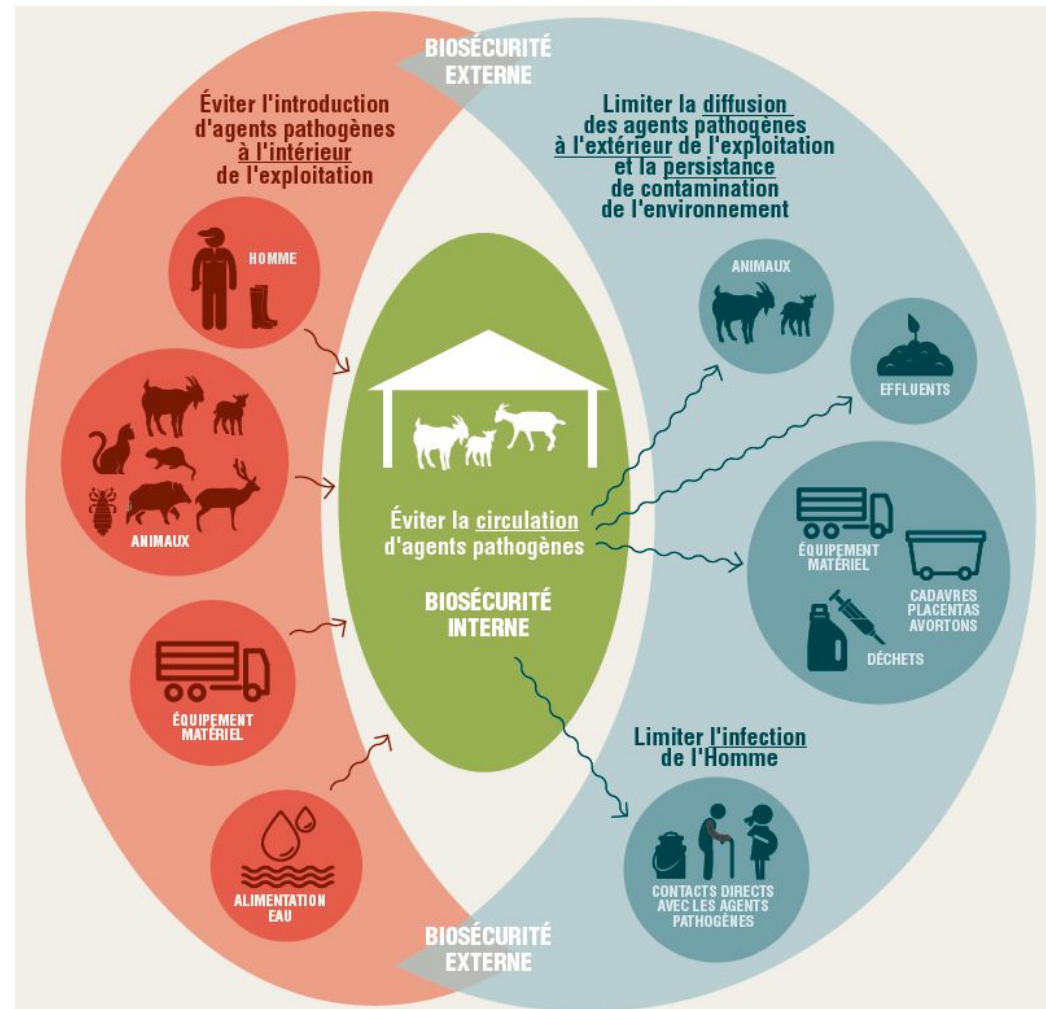 BIOSÉCURITÉ
EXTERNE
Éviter l'introduction
d'agents pathogènes
à l'intérieur
de l'exploitation
HOMME
ANIMAUX
ÉQUIPEMENT
MATÉRIEL
ALIMENTATION
EAU
Éviter la circulation
d'agents pathogènes
BIOSÉCURITÉ
INTERNE
Limiter la diffusion
des agents pathogènes
à l'extérieur de l'exploitation
et la persistance
de contamination
de l'environnement
ANIMAUX
EFFLUENTS
ÉQUIPEMENT
MATÉRIEL
CADAVRES
PLACENTAS
AVORTONS
DÉCHETS
Limiter l'infection
de l'Homme
CONTACTS DIRECTS
AVEC LES AGENTS
PATHOGÈNES
BIOSÉCURITÉ
EXTERNE